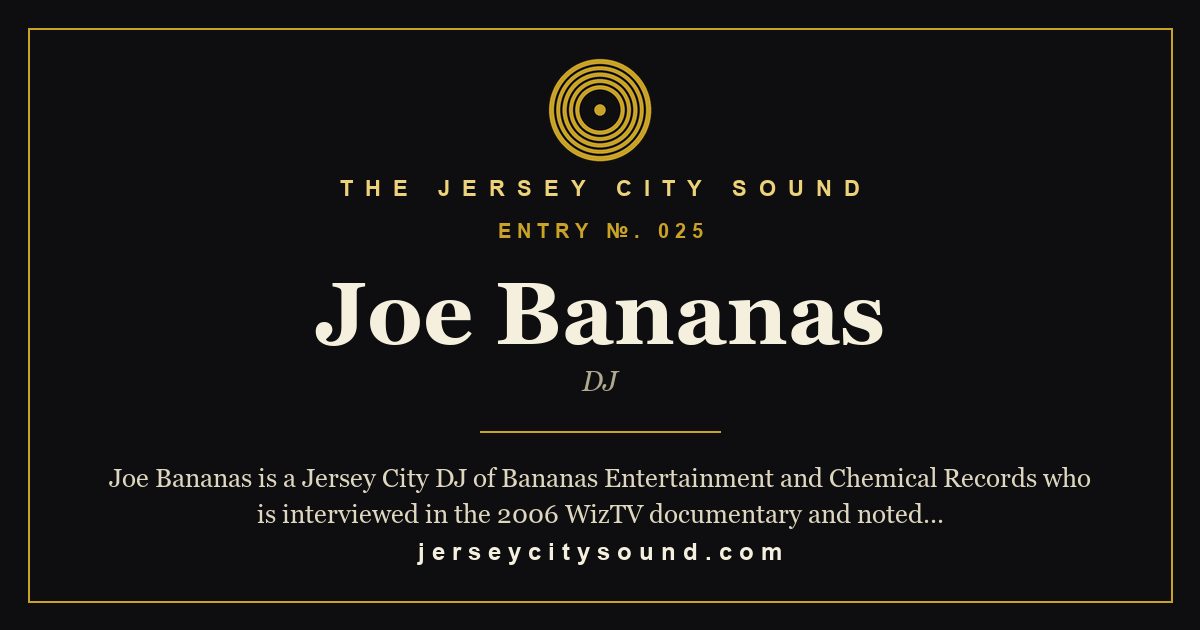 THE JERSEY CITY SOUND
ENTRY №. 025
Joe Bananas
DJ
Joe Bananas is a Jersey City DJ of Bananas Entertainment and Chemical Records who
is interviewed in the 2006 WizTV documentary and noted...
jerseycitysound.com